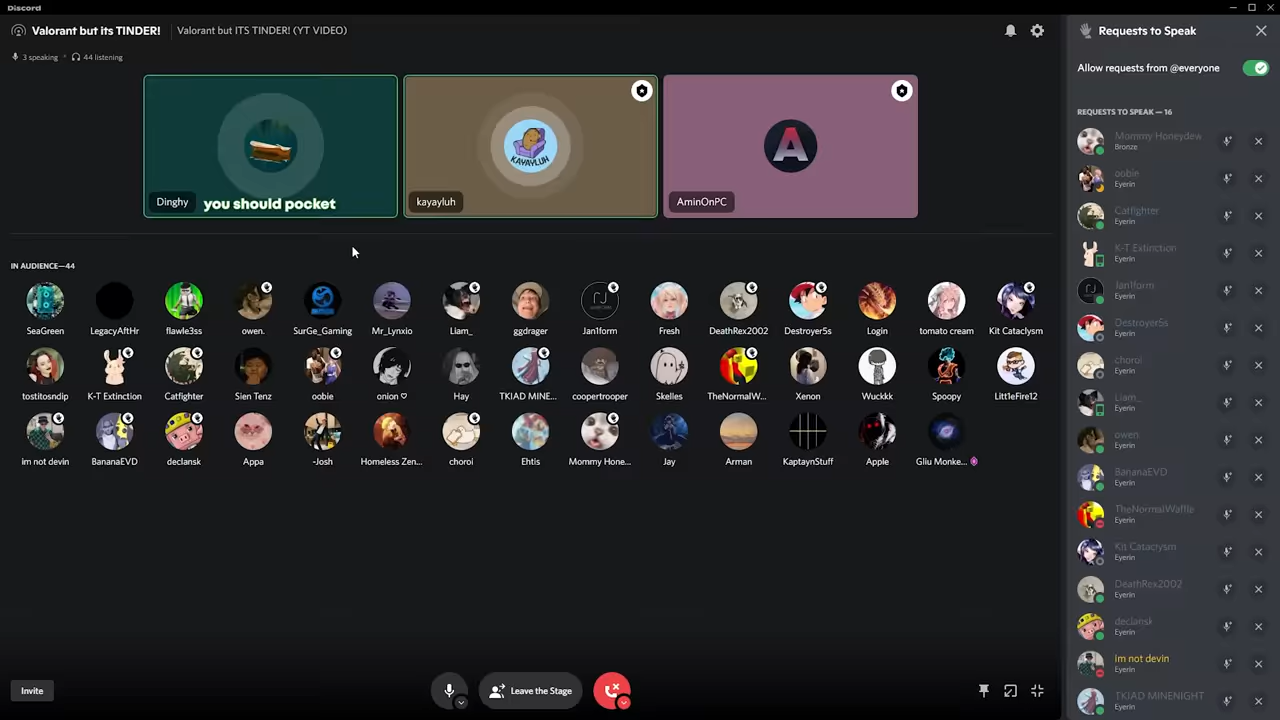 Discord
Valorant but its TINDER!
Valorant but ITS TINDER! (YT VIDEO)
3 speaking
44 listening
KAYAYLUH
Dinghy
you should pocket
kayayluh
AminOnPC
IN AUDIENCE—44
SeaGreen
LegacyAftHr
flawle3ss
owen.
SurGe_Gaming
Mr_Lynxio
Liam_
ggdrager
Jan1form
Fresh
DeathRex2002
Destroyer5s
Login
tomato cream
Kit Cataclysm
tostitosndip
K-T Extinction
Catfighter
Slen Tenz
oobie
onion ♡
Hay
TKIAD MINE...
coopertrooper
Skelles
TheNormalW...
Xenon
Wuckkk
Spoopy
Litt1eFire12
im not devin
BananaEVD
declansk
Appa
-Josh
Homeless Zen...
choroi
Ehtis
Mommy Hone...
Jay
Arman
KaptaynStuff
Apple
Gliu Monke...
Invite
Leave the Stage
Requests to Speak
Allow requests from @everyone
REQUESTS TO SPEAK — 16
Mommy Honeydew
Bronze
oobin
Eyerin
Catfighter
Eyerin
K-T Extinction
Eyerin
Jan1form
Eyerin
Destroyer5s
Eyerin
choroi
Eyerin
Liam_
Eyerin
owen.
Eyerin
BananaEVD
Eyerin
TheNormalWaffle
Eyerin
Kit Cataclysm
Eyerin
DeathRex2002
Eyerin
declansk
Eyerin
im not devin
Eyerin
TKIAD MINENIGHT
Eyerin